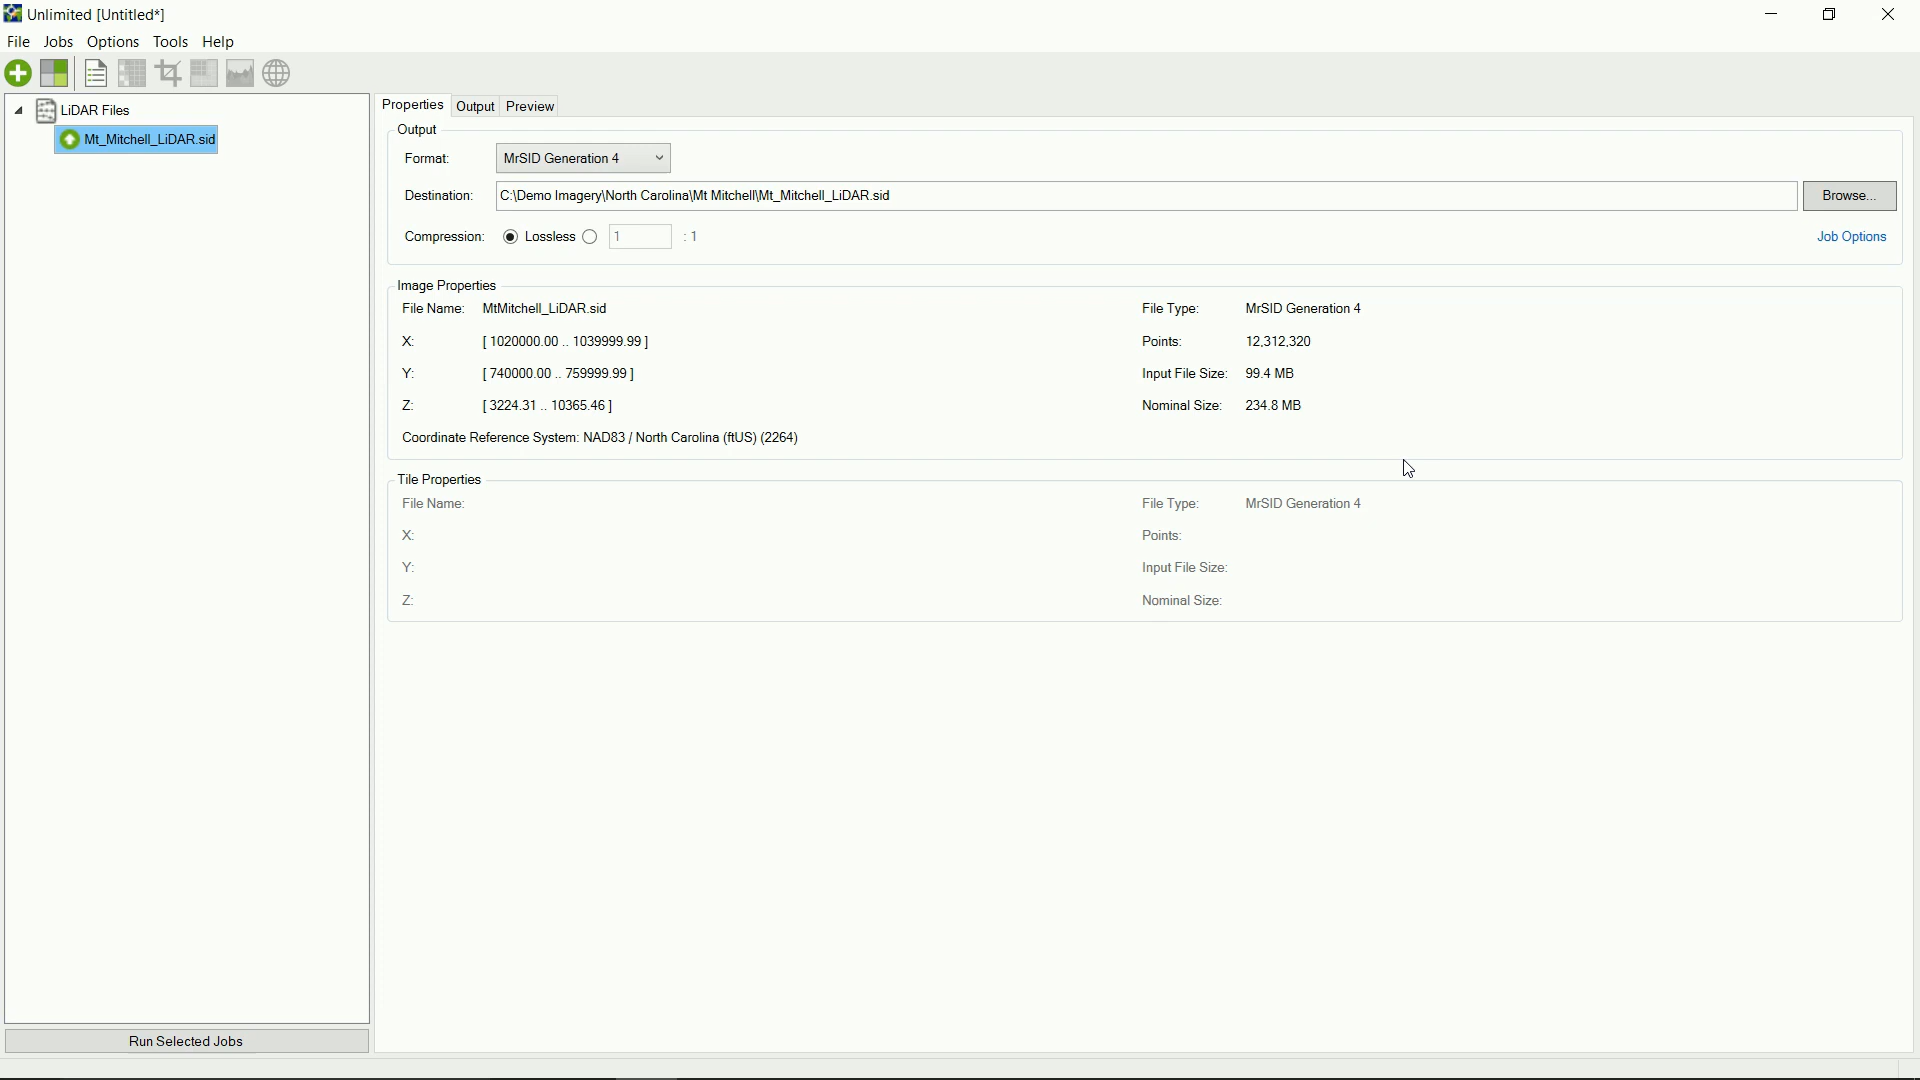 Unlimited [Untitled*]
File Jobs Options Tools Help
LiDAR Files
Mt_Mitchell_LiDAR.sid
Run Selected Jobs
Properties Output Preview
Output
Format: MrSID Generation 4
Destination: C:\Demo Imagery\North Carolina\Mt Mitchell\Mt_Mitchell_LiDAR.sid Browse...
Compression: Lossless 1 : 1 Job Options
Image Properties
File Name: MtMitchell_LiDAR.sid File Type: MrSID Generation 4
X: [ 1020000.00 .. 1039999.99 ] Points: 12,312,320
Y: [ 740000.00 .. 759999.99 ] Input File Size: 99.4 MB
Z: [ 3224.31 .. 10365.46 ] Nominal Size: 234.8 MB
Coordinate Reference System: NAD83 / North Carolina (ftUS) (2264)
Tile Properties
File Name: File Type: MrSID Generation 4
X: Points:
Y: Input File Size:
Z: Nominal Size: